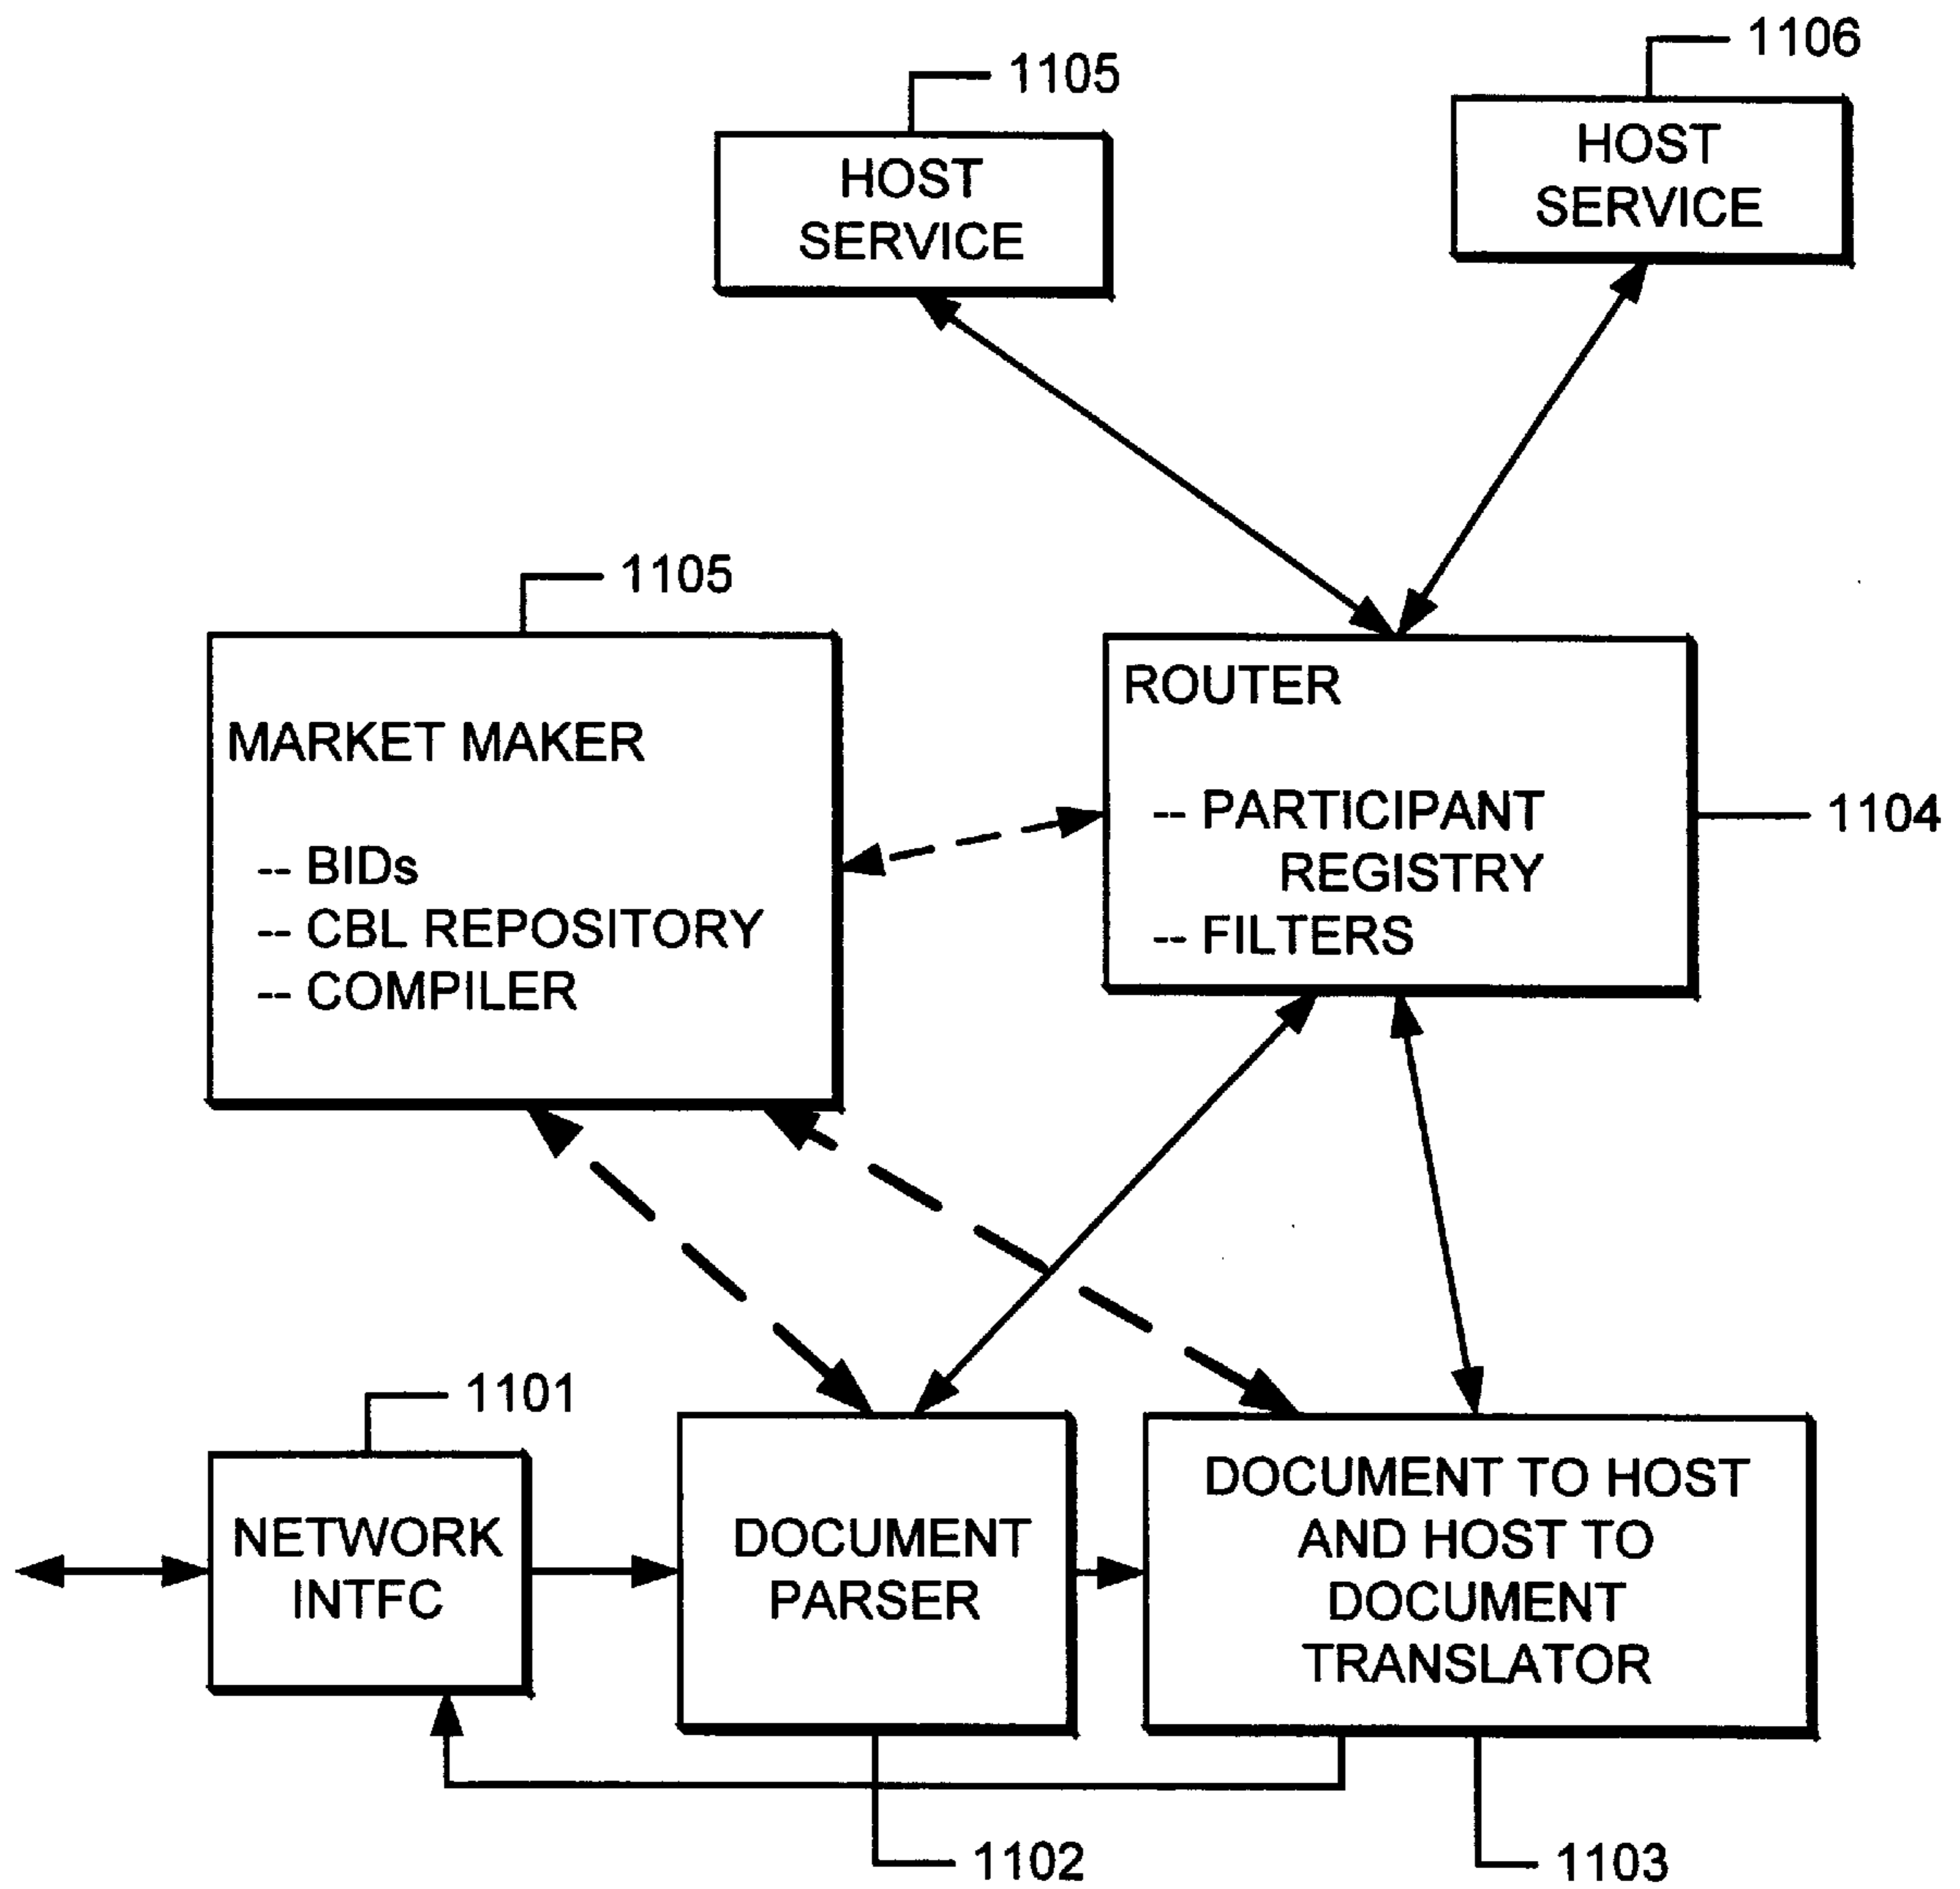 1106
1105
HOST
SERVICE
HOST
SERVICE
1105
MARKET MAKER
-- BIDs
-- CBL REPOSITORY
-- COMPILER
ROUTER
-- PARTICIPANT
REGISTRY
-- FILTERS
1104
1101
NETWORK
INTFC
DOCUMENT
PARSER
DOCUMENT TO HOST
AND HOST TO
DOCUMENT
TRANSLATOR
1102
1103